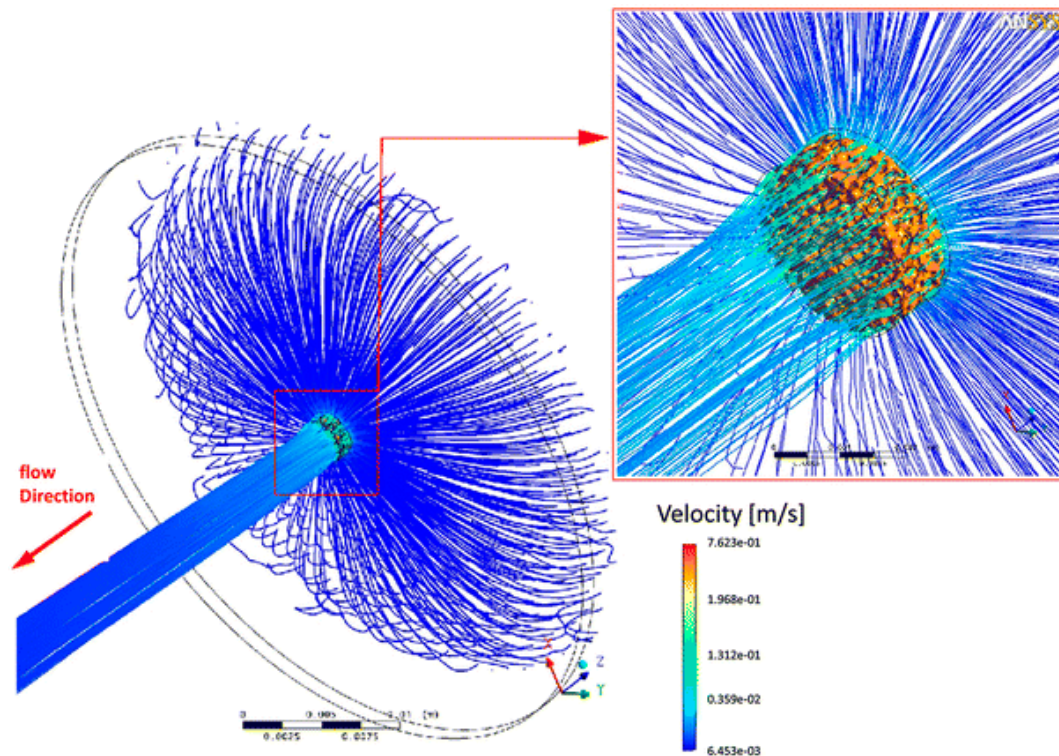 ANSYS
flow
Direction
Velocity [m/s]
7.623e-01
1.968e-01
1.312e-01
0.359e-02
6.453e-03
Z
Y
0
0.005
0.01 (m)
0.0025
0.0075